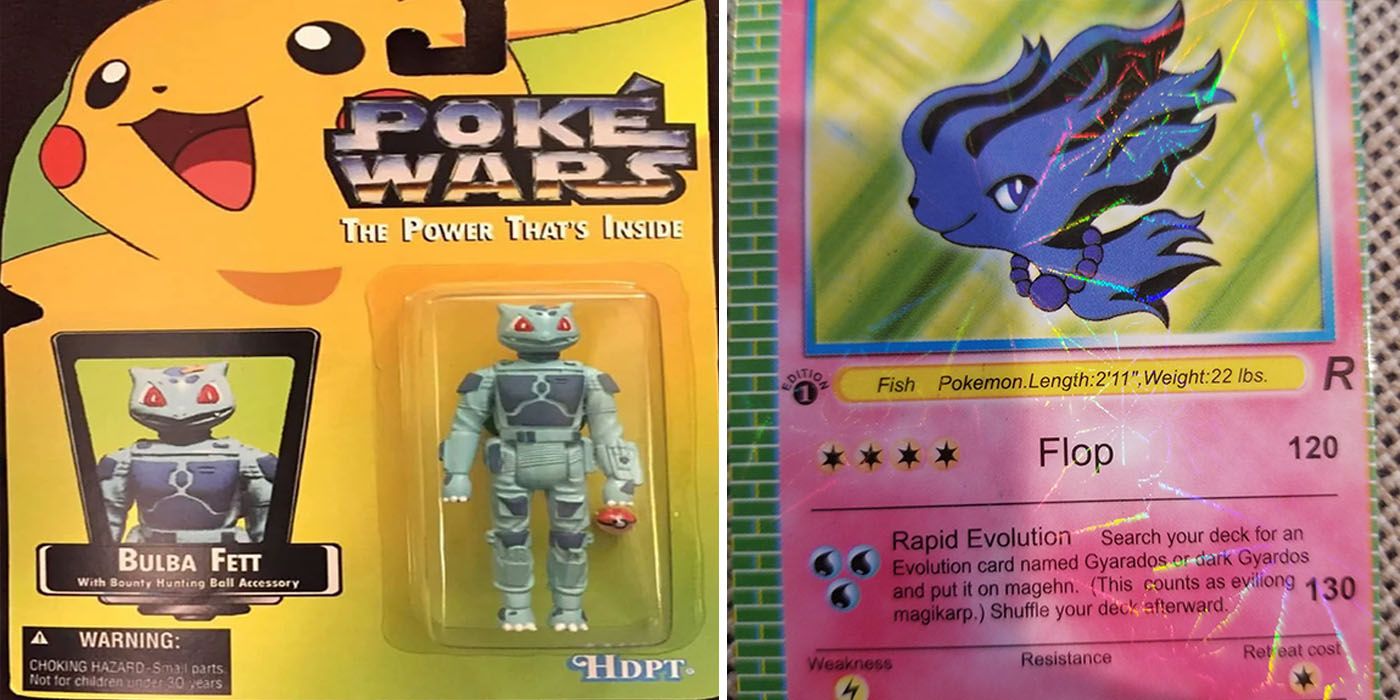 POKÉ
WARS
THE POWER THAT'S INSIDE
BULBA FETT
With Bounty Hunting Ball Accessory
WARNING:
CHOKING HAZARD-Small parts.
Not for children under 30 years
HDPT
EDITION
1
Fish Pokemon.Length:2'11",Weight:22 lbs.
R
Flop 120
Rapid Evolution Search your deck for an
Evolution card named Gyarados or dark Gyardos
and put it on magehn. (This counts as eviliong
magikarp.) Shuffle your deck afterward.
130
Weakness Resistance Retreat cost